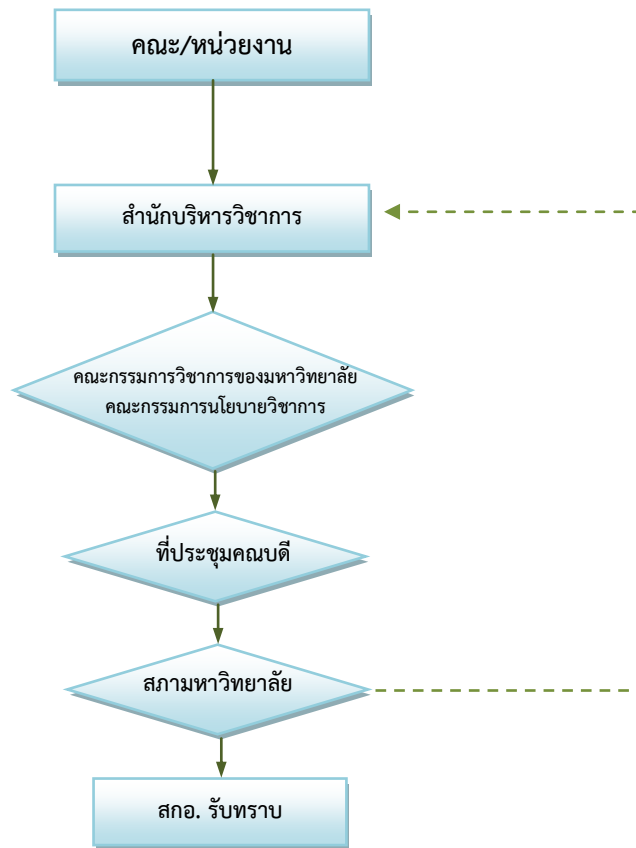 คณะ/หน่วยงาน
สำนักบริหารวิชาการ
คณะกรรมการวิชาการของมหาวิทยาลัย
คณะกรรมการนโยบายวิชาการ
ที่ประชุมคณบดี
สภามหาวิทยาลัย
สกอ. รับทราบ